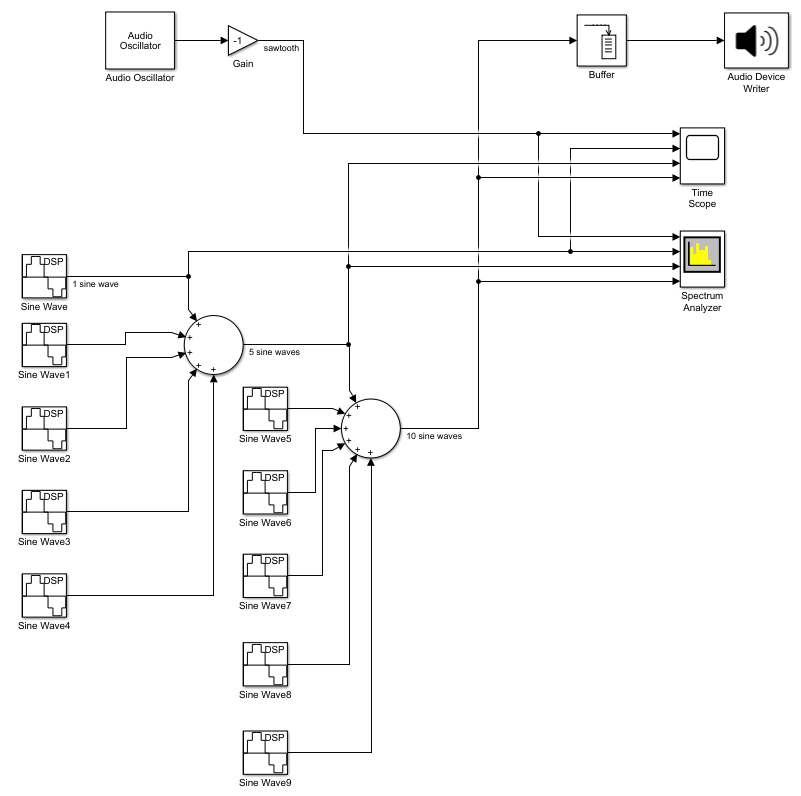 Audio
Oscillator
Audio Oscillator
-1
Gain
sawtooth
Buffer
Audio Device
Writer
Time
Scope
Spectrum
Analyzer
DSP
Sine Wave
1 sine wave
DSP
Sine Wave1
DSP
Sine Wave2
DSP
Sine Wave3
DSP
Sine Wave4
+
+
+
+
+
5 sine waves
DSP
Sine Wave5
DSP
Sine Wave6
DSP
Sine Wave7
DSP
Sine Wave8
DSP
Sine Wave9
+
+
+
+
+
+
10 sine waves